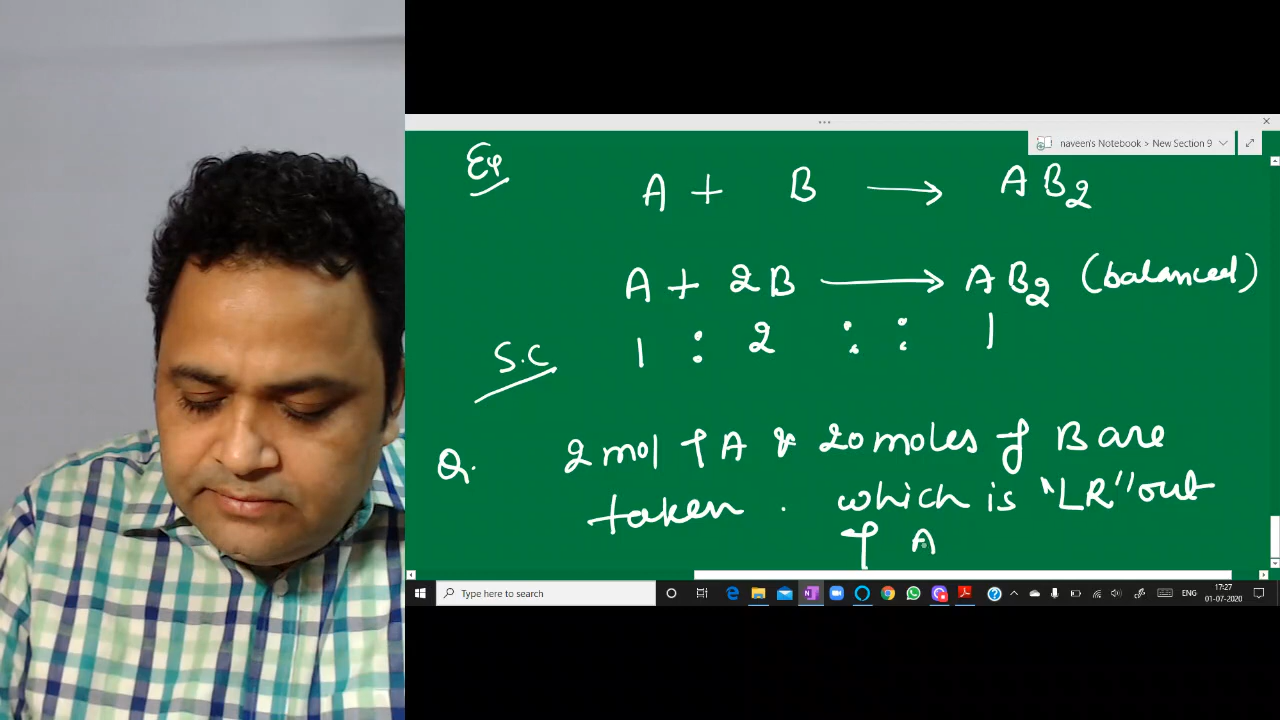 naveen's Notebook > New Section 9
Ex
A + B → AB₂
A + 2B → AB₂ (balanced)
S.C 1 : 2 :: 1
Q. 2 mol of A & 20 moles of B are
taken. which is "LR" out
of A
Type here to search
ENG
17:27
01-07-2020